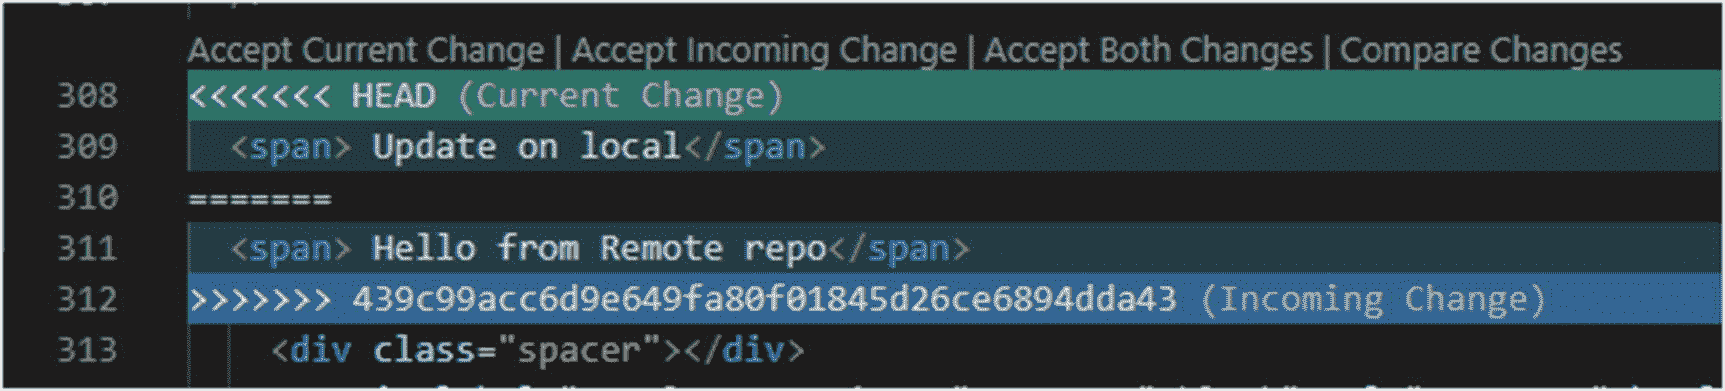 Accept Current Change | Accept Incoming Change | Accept Both Changes | Compare Changes
308 <<<<<<< HEAD (Current Change)
309 <span> Update on local</span>
310 =======
311 <span> Hello from Remote repo</span>
312 >>>>>>> 439c99acc6d9e649fa80f01845d26ce6894dda43 (Incoming Change)
313 <div class="spacer"></div>